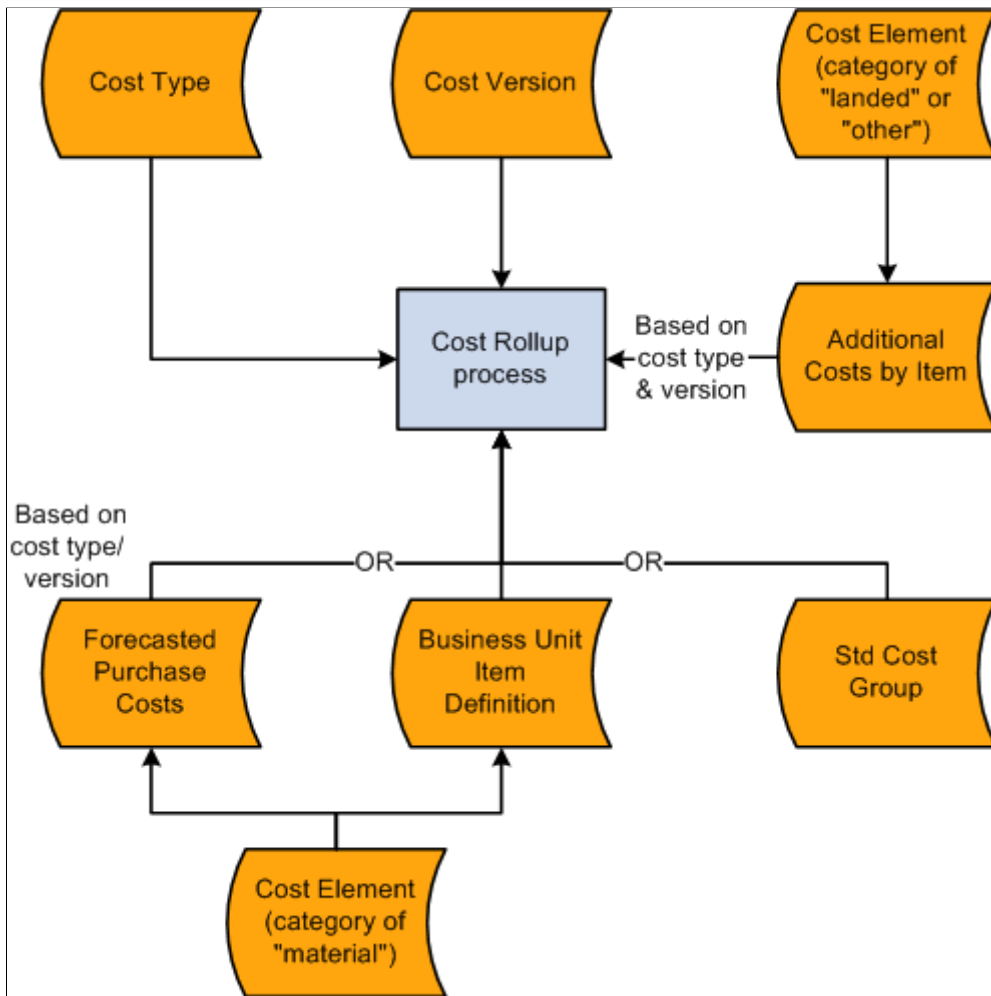 Cost Type
Cost Version
Cost Element
(category of
"landed" or
"other")
Cost Rollup
process
Based on
cost type
& version
Additional
Costs by Item
Based on
cost type/
version
OR
OR
Forecasted
Purchase
Costs
Business Unit
Item
Definition
Std Cost
Group
Cost Element
(category of
"material")